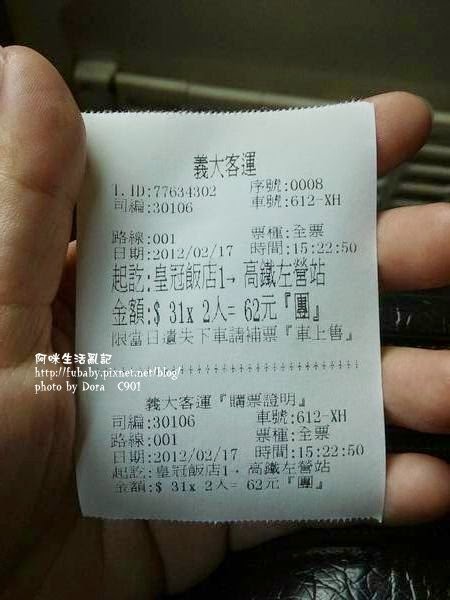 義大客運
I.ID:77634302 序號:0008
司編:30106 車號:612-XH
路線:001 票種:全票
日期:2012/02/17 時間:15:22:50
起訖:皇冠飯店1→ 高鐵左營站
金額:$ 31x 2人= 62元『團』
限當日遺失下車請補票『車上售』
阿咪生活亂記
http://fubaby.pixnet.net/blog/
photo by Dora C901
義大客運『購票證明』
司編:30106 車號:612-XH
路線:001 票種:全票
日期:2012/02/17 時間:15:22:50
起訖:皇冠飯店1. 高鐵左營站
金額:$ 31x 2人= 62元『團』